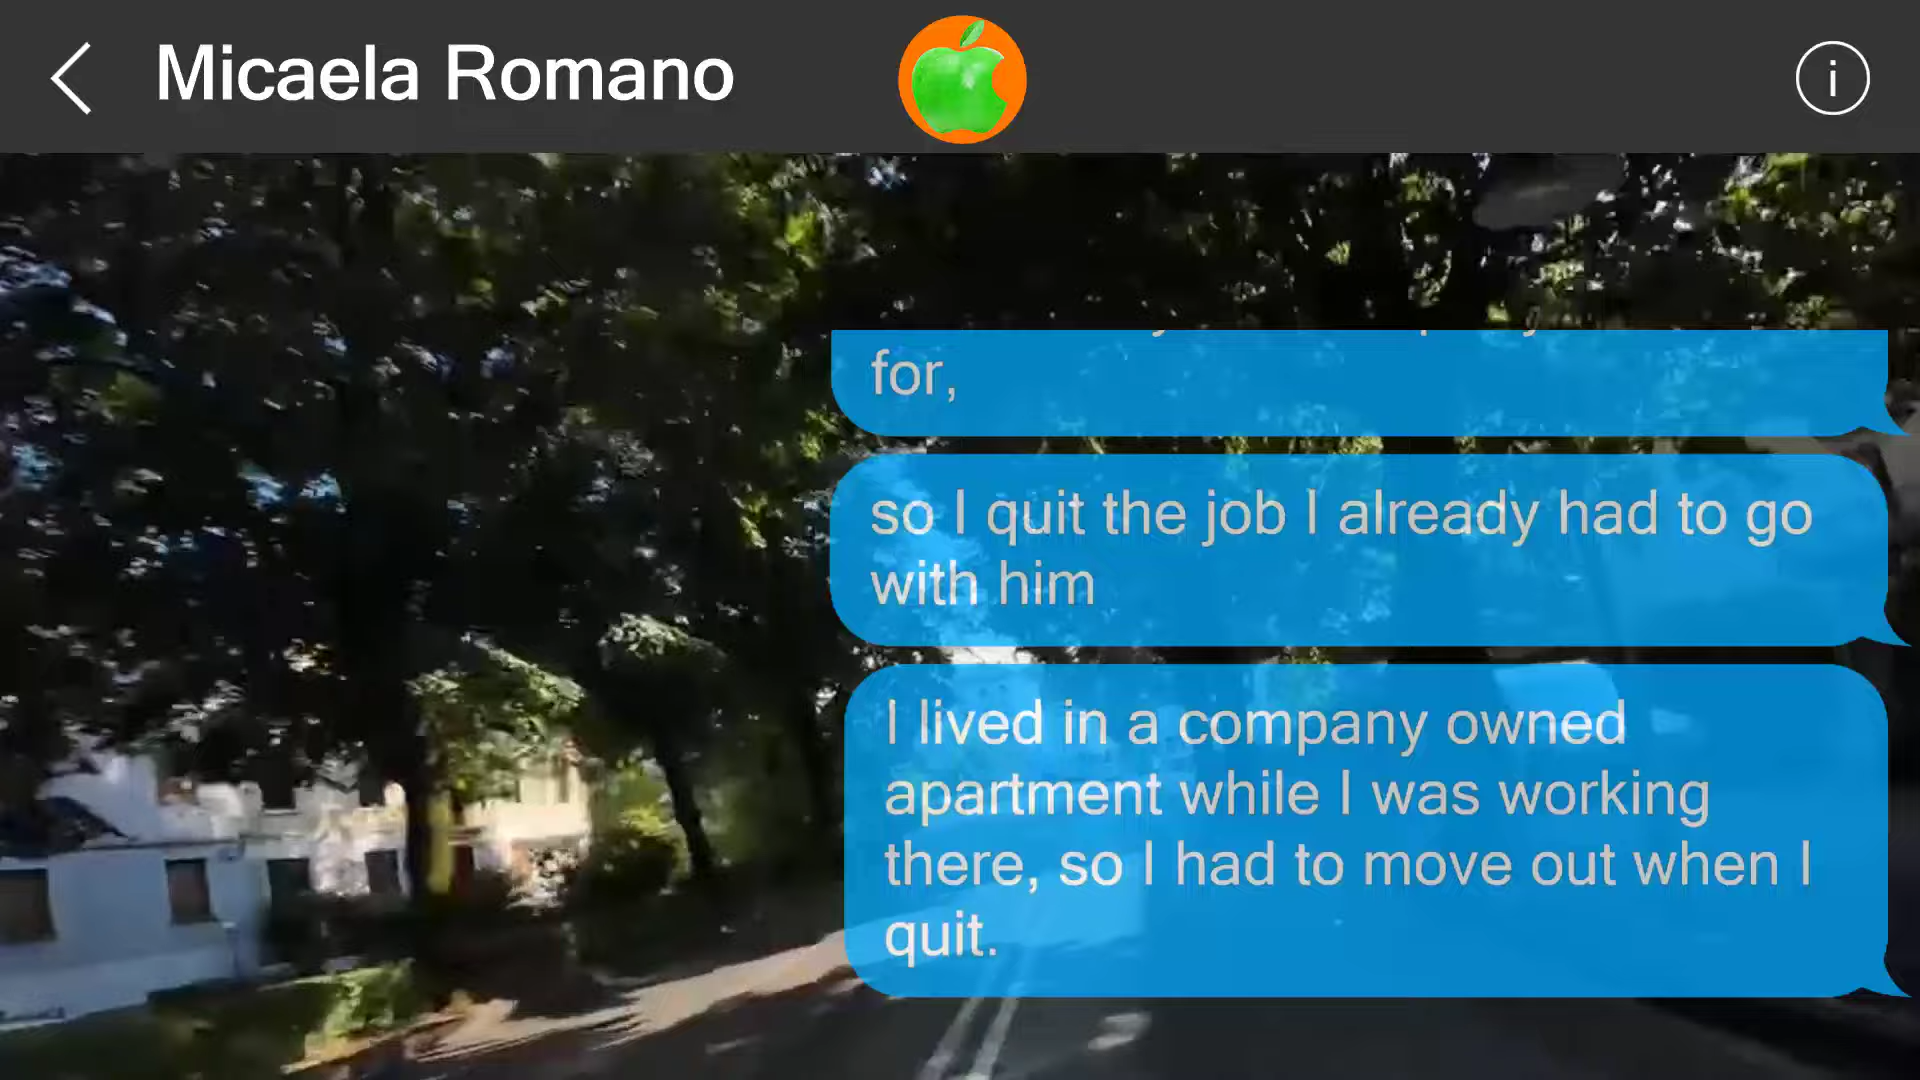 Micaela Romano
i
for,
so I quit the job I already had to go
with him
I lived in a company owned
apartment while I was working
there, so I had to move out when I
quit.